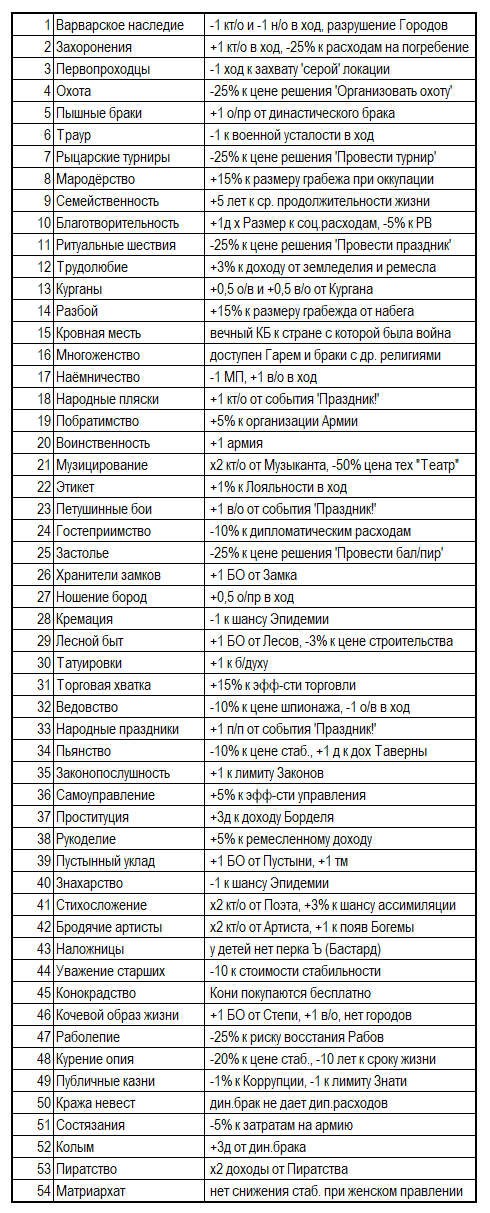 1 Варварское наследие -1 кт/о и -1 н/о в ход, разрушение Городов
2 Захоронения +1 кт/о в ход, -25% к расходам на погребение
3 Первопроходцы -1 ход к захвату 'серой' локации
4 Охота -25% к цене решения 'Организовать охоту'
5 Пышные браки +1 о/пр от династического брака
6 Траур -1 к военной усталости в ход
7 Рыцарские турниры -25% к цене решения 'Провести турнир'
8 Мародёрство +15% к размеру грабежа при оккупации
9 Семейственность +5 лет к ср. продолжительности жизни
10 Благотворительность +1д х Размер к соц.расходам, -5% к РВ
11 Ритуальные шествия -25% к цене решения 'Провести праздник'
12 Трудолюбие +3% к доходу от земледелия и ремесла
13 Курганы +0,5 о/в и +0,5 в/о от Кургана
14 Разбой +15% к размеру грабежда от набега
15 Кровная месть вечный КБ к стране с которой была война
16 Многоженство доступен Гарем и браки с др. религиями
17 Наёмничество -1 МП, +1 в/о в ход
18 Народные пляски +1 кт/о от события 'Праздник!'
19 Побратимство +5% к организации Армии
20 Воинственность +1 армия
21 Музицирование х2 кт/о от Музыканта, -50% цена тех "Театр"
22 Этикет +1% к Лояльности в ход
23 Петушинные бои +1 в/о от события 'Праздник!'
24 Гостеприимство -10% к дипломатическим расходам
25 Застолье -25% к цене решения 'Провести бал/пир'
26 Хранители замков +1 БО от Замка
27 Ношение бород +0,5 о/пр в ход
28 Кремация -1 к шансу Эпидемии
29 Лесной быт +1 БО от Лесов, -3% к цене строительства
30 Татуировки +1 к б/духу
31 Торговая хватка +15% к эфф-сти торговли
32 Ведовство -10% к цене шпионажа, -1 о/в в ход
33 Народные праздники +1 п/п от события 'Праздник!'
34 Пьянство -10% к цене стаб., +1 д к дох Таверны
35 Законопослушность +1 к лимиту Законов
36 Самоуправление +5% к эфф-сти управления
37 Проституция +3д к доходу Борделя
38 Рукоделие +5% к ремесленному доходу
39 Пустынный уклад +1 БО от Пустыни, +1 тм
40 Знахарство -1 к шансу Эпидемии
41 Стихосложение х2 кт/о от Поэта, +3% к шансу ассимиляции
42 Бродячие артисты х2 кт/о от Артиста, +1 к появ Богемы
43 Наложницы у детей нет перка Ъ (Бастард)
44 Уважение старших -10 к стоимости стабильности
45 Конокрадство Кони покупаются бесплатно
46 Кочевой образ жизни +1 БО от Степи, +1 в/о, нет городов
47 Раболепие -25% к риску восстания Рабов
48 Курение опия -20% к цене стаб., -10 лет к сроку жизни
49 Публичные казни -1% к Коррупции, -1 к лимиту Знати
50 Кража невест дин.брак не дает дип.расходов
51 Состязания -5% к затратам на армию
52 Колым +3д от дин.брака
53 Пиратство х2 доходы от Пиратства
54 Матриархат нет снижения стаб. при женском правлении